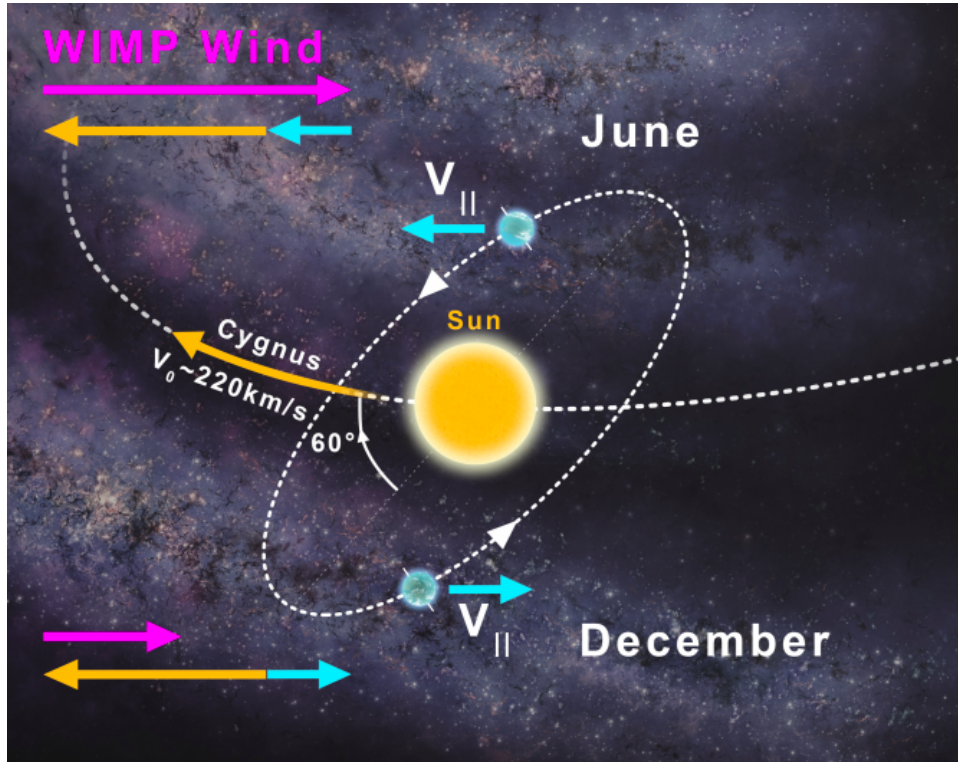 WIMP Wind
June
V||
Sun
Cygnus
V₀~220km/s
60°
V||
December